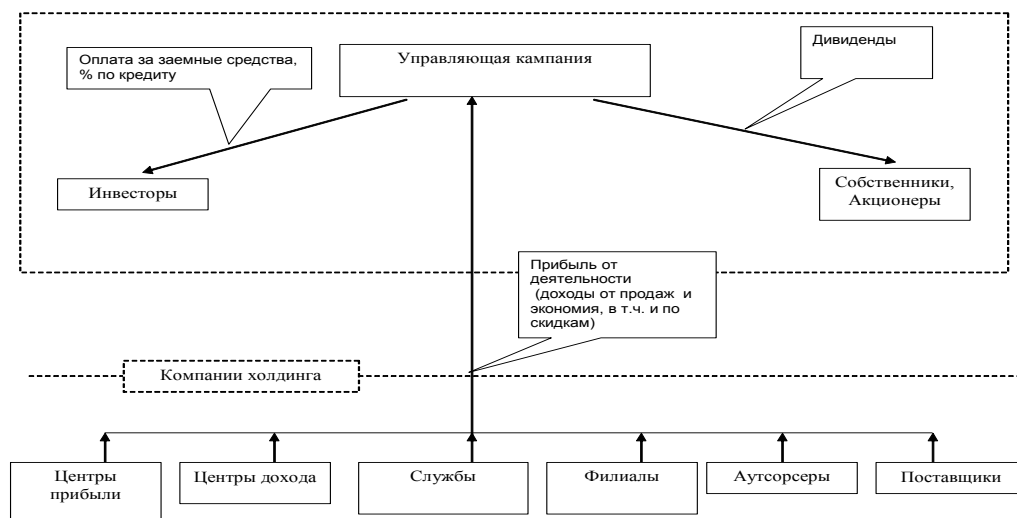 Оплата за заемные средства,
% по кредиту
Управляющая кампания
Дивиденды
Инвесторы
Собственники,
Акционеры
Прибыль от
деятельности
(доходы от продаж и
экономия, в т.ч. и по
скидкам)
Компании холдинга
Центры
прибыли
Центры дохода
Службы
Филиалы
Аутсорсеры
Поставщики